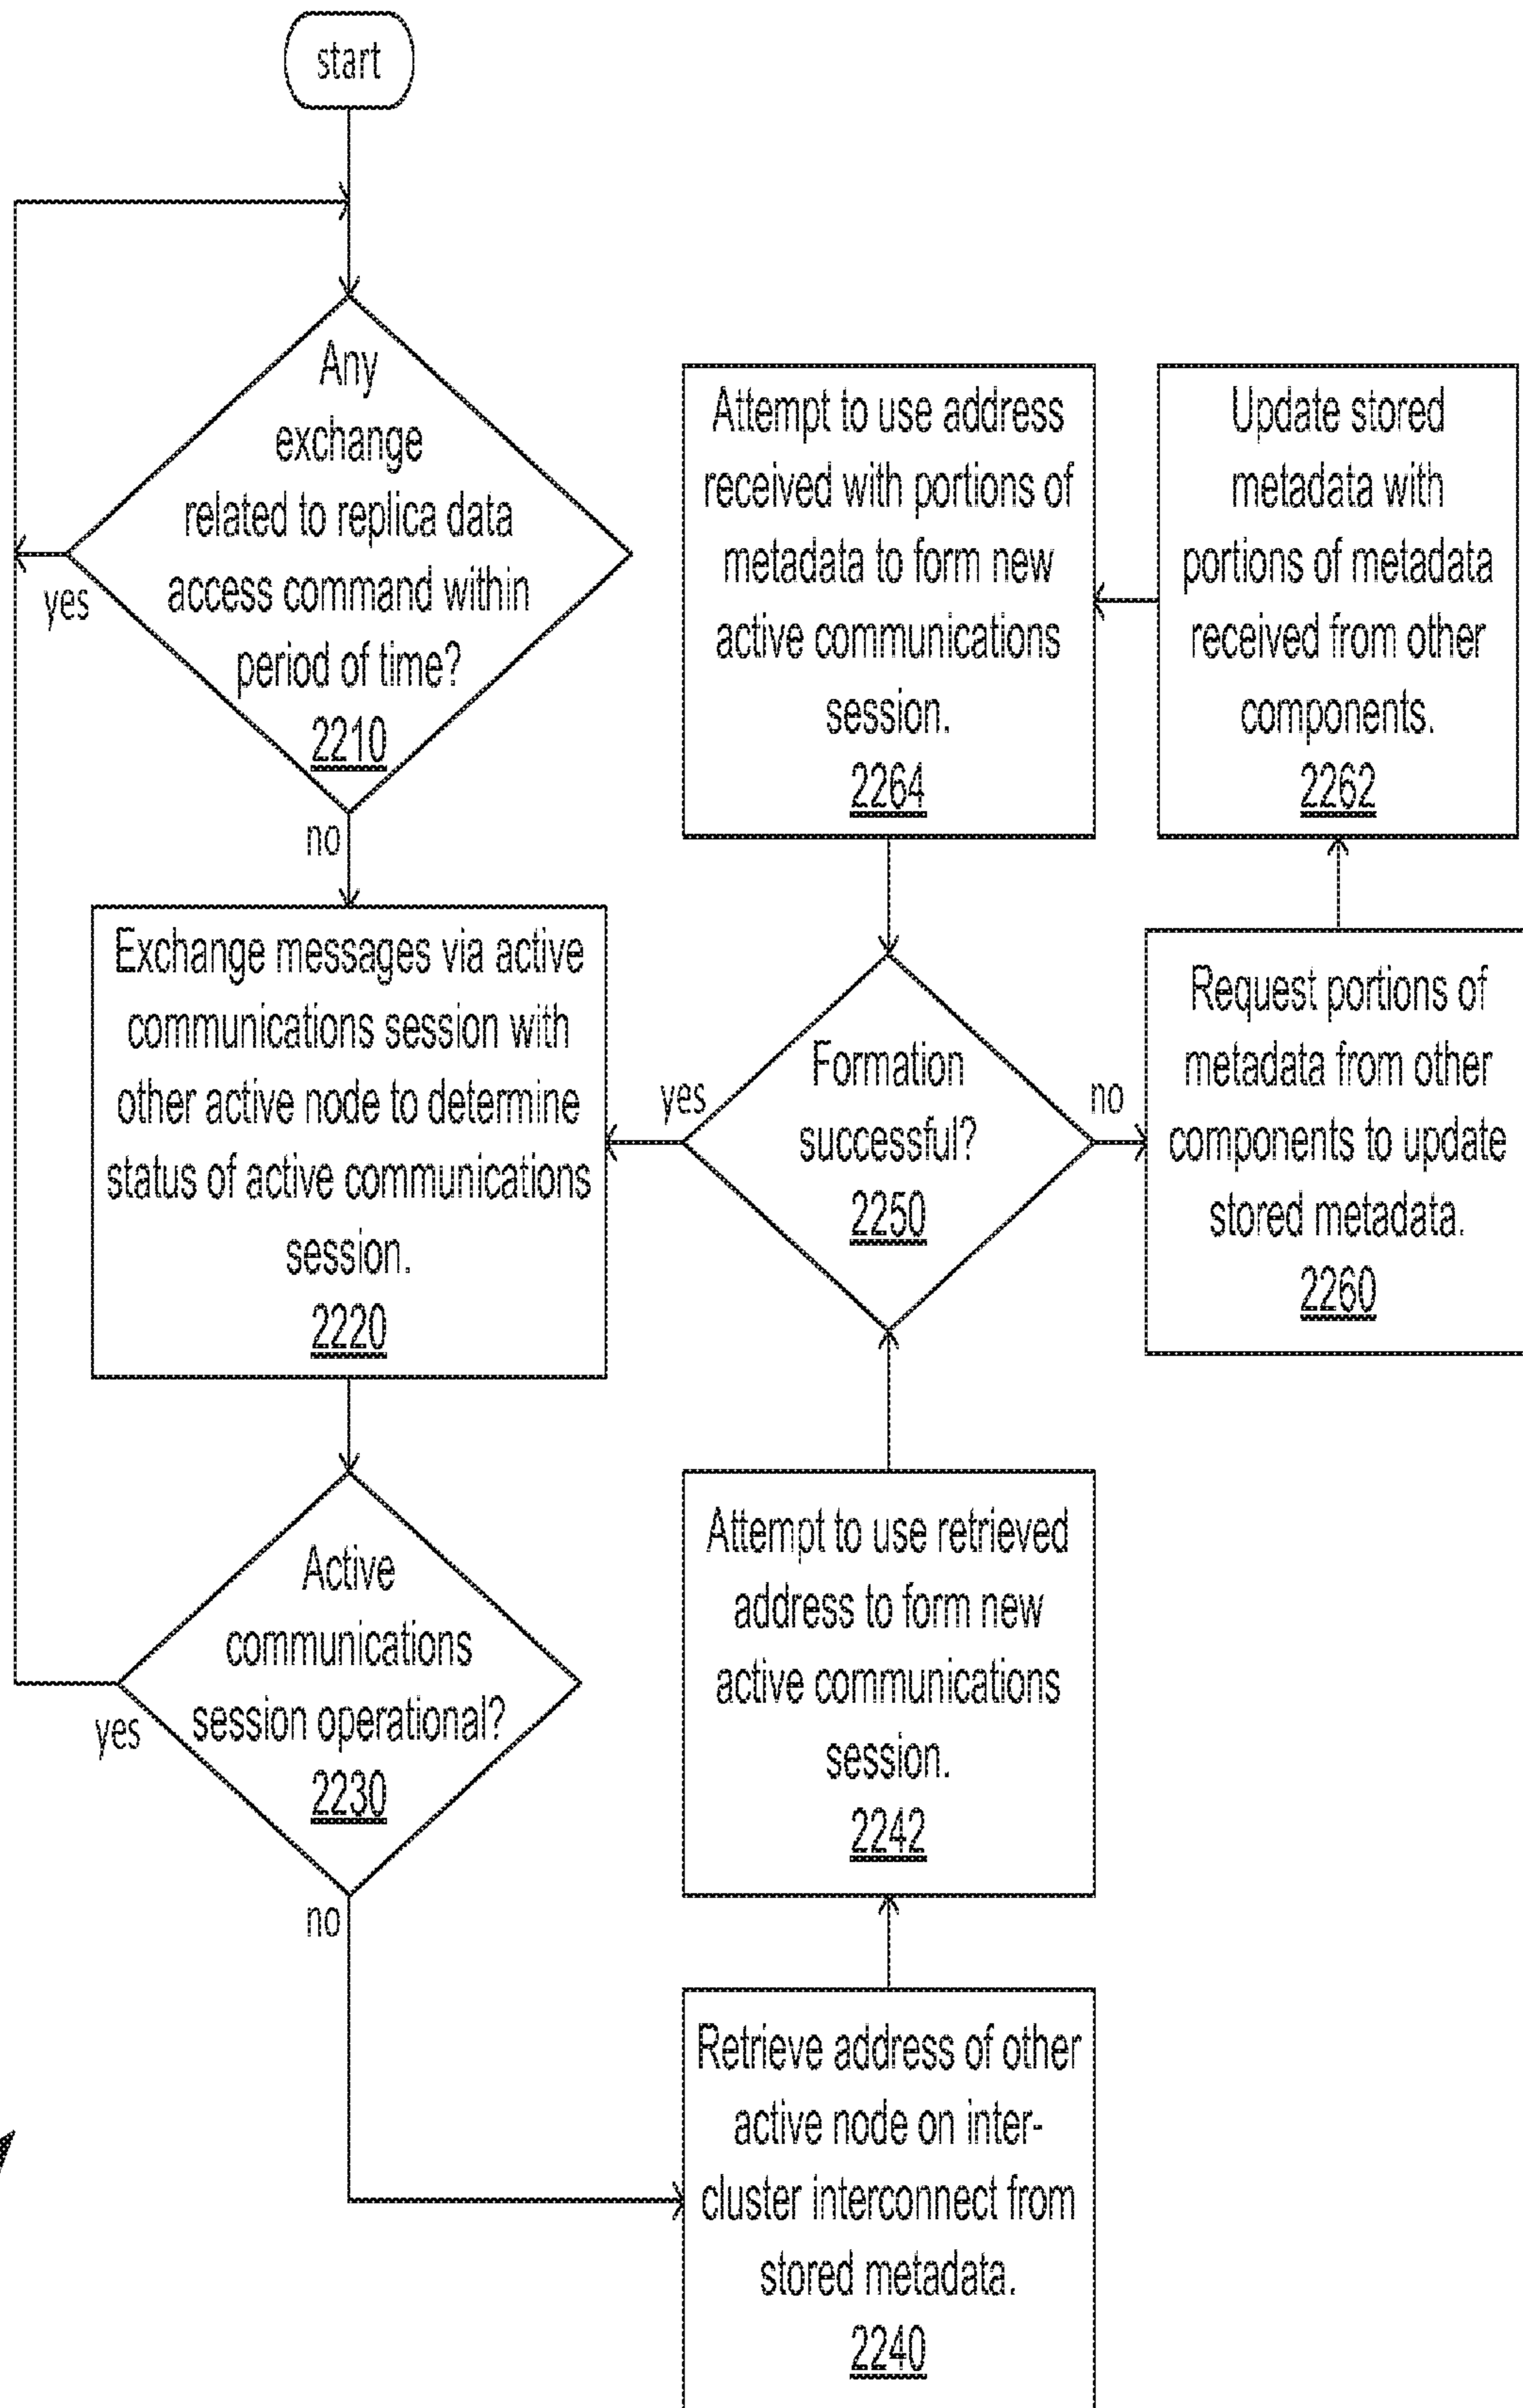 start
Any
exchange
related to replica data
access command within
period of time?
2210
yes
no
Exchange messages via active
communications session with
other active node to determine
status of active communications
session.
2220
Active
communications
session operational?
2230
yes
no
Retrieve address of other
active node on inter-
cluster interconnect from
stored metadata.
2240
Attempt to use retrieved
address to form new
active communications
session.
2242
Formation
successful?
2250
yes
no
Request portions of
metadata from other
components to update
stored metadata.
2260
Update stored
metadata with
portions of metadata
received from other
components.
2262
Attempt to use address
received with portions of
metadata to form new
active communications
session.
2264